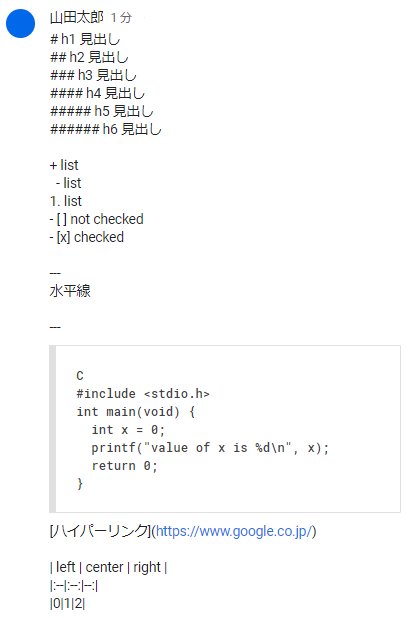 山田太郎 1 分
# h1 見出し
## h2 見出し
### h3 見出し
#### h4 見出し
##### h5 見出し
###### h6 見出し
+ list
- list
1. list
- [ ] not checked
- [x] checked
---
水平線
---
C
#include <stdio.h>
int main(void) {
int x = 0;
printf("value of x is %d\n", x);
return 0;
}
[ハイパーリンク](https://www.google.co.jp/)
| left | center | right |
|:--|:--:|--:|
|0|1|2|